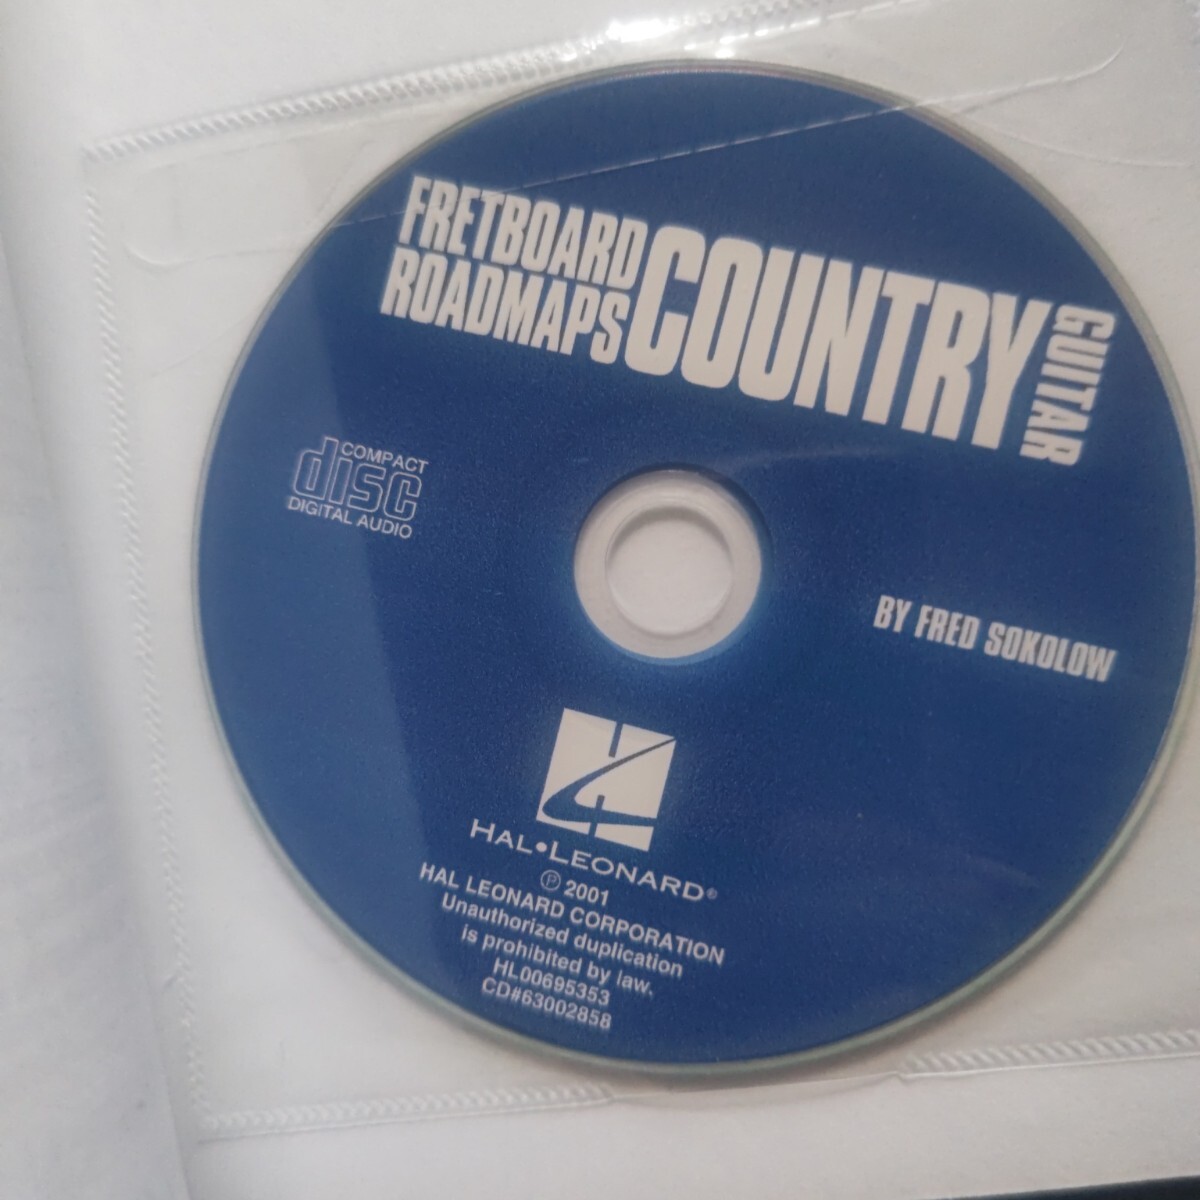 FRETBOARD
ROADMAPS
COUNTRY
GUITAR
COMPACT
disc
DIGITAL AUDIO
BY FRED SOKOLOW
HAL•LEONARD®
℗ 2001
HAL LEONARD CORPORATION
Unauthorized duplication
is prohibited by law.
HL00695353
CD#63002858